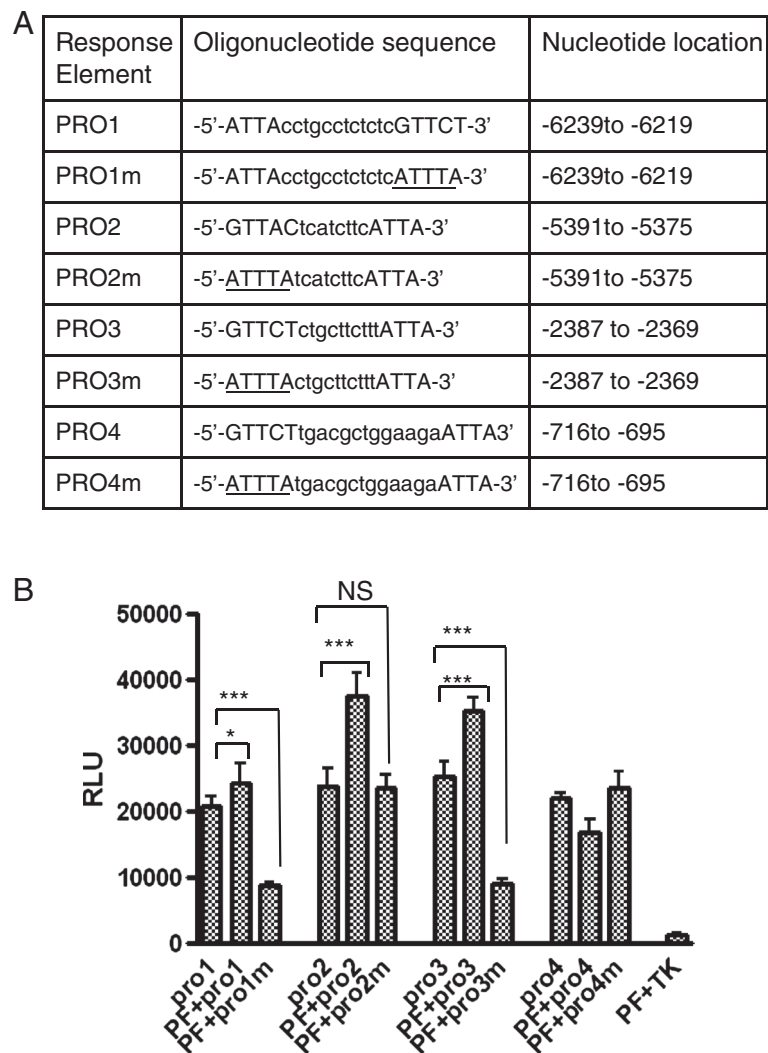 A
Response Element Oligonucleotide sequence Nucleotide location
PRO1 -5'-ATTAcctgcctctctcGTTCT-3' -6239to -6219
PRO1m -5'-ATTAcctgcctctctcATTTA-3' -6239to -6219
PRO2 -5'-GTTACtcatcttcATTA-3' -5391to -5375
PRO2m -5'-ATTTAtcatcttcATTA-3' -5391to -5375
PRO3 -5'-GTTCTctgcttctttATTA-3' -2387 to -2369
PRO3m -5'-ATTTActgcttctttATTA-3' -2387 to -2369
PRO4 -5'-GTTCTtgacgctggaagaATTA3' -716to -695
PRO4m -5'-ATTTAtgacgctggaagaATTA-3' -716to -695
B
RLU
50000
40000
30000
20000
10000
0
***
*
NS
***
***
***
pro1
PF+pro1
PF+pro1m
pro2
PF+pro2
PF+pro2m
pro3
PF+pro3
PF+pro3m
pro4
PF+pro4
PF+pro4m
PF+TK